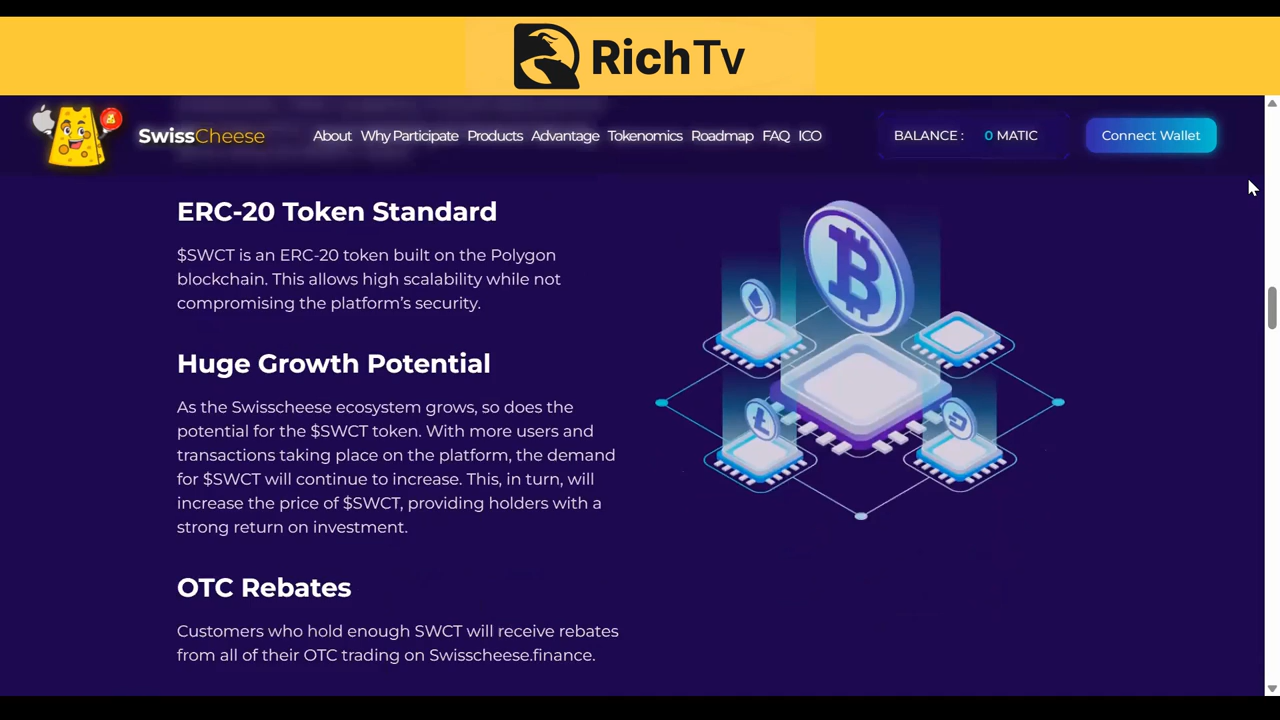 RichTv
SwissCheese
About Why Participate Products Advantage Tokenomics Roadmap FAQ ICO
BALANCE : 0 MATIC
Connect Wallet
ERC-20 Token Standard
$SWCT is an ERC-20 token built on the Polygon
blockchain. This allows high scalability while not
compromising the platform's security.
Huge Growth Potential
As the Swisscheese ecosystem grows, so does the
potential for the $SWCT token. With more users and
transactions taking place on the platform, the demand
for $SWCT will continue to increase. This, in turn, will
increase the price of $SWCT, providing holders with a
strong return on investment.
OTC Rebates
Customers who hold enough SWCT will receive rebates
from all of their OTC trading on Swisscheese.finance.